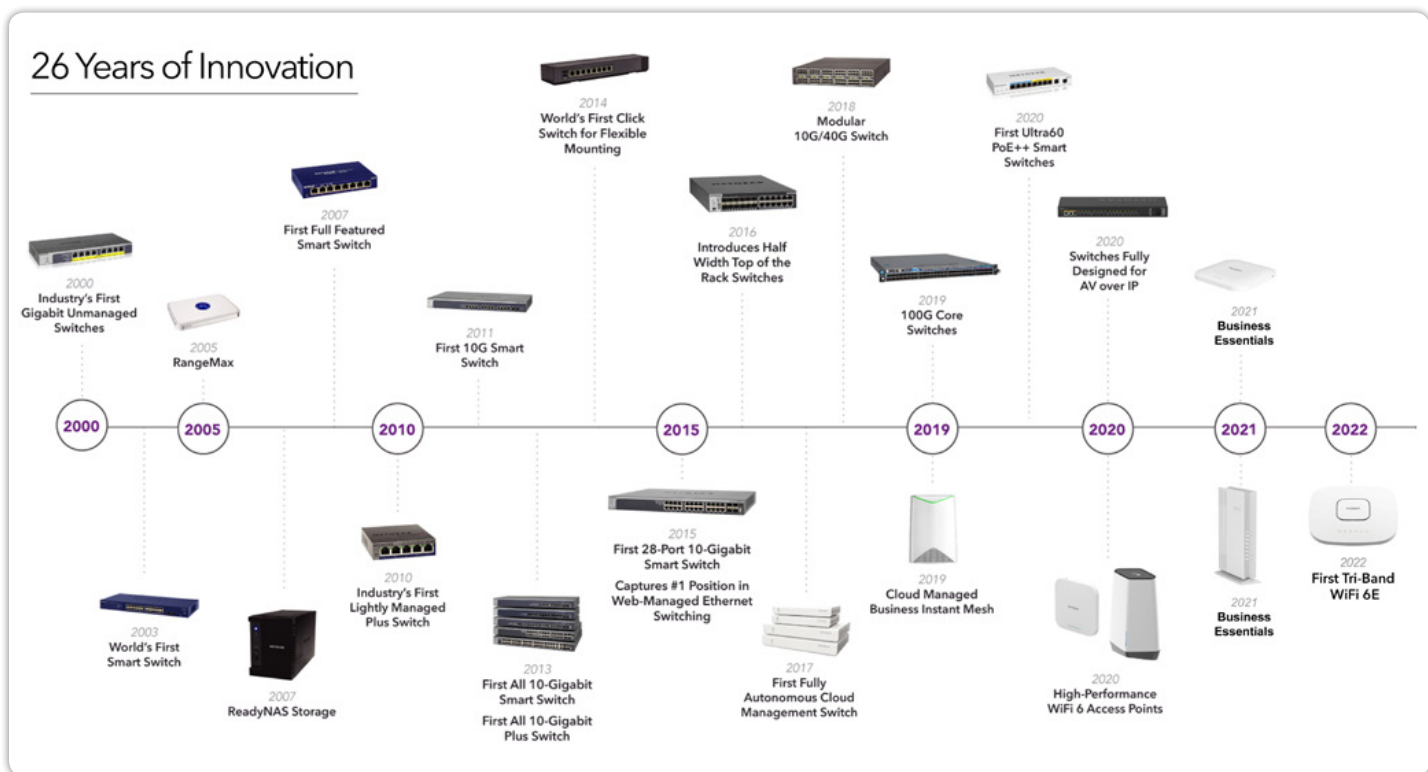 26 Years of Innovation
2014
World's First Click
Switch for Flexible
Mounting
2018
Modular
10G/40G Switch
2020
First Ultra60
PoE++ Smart
Switches
2007
First Full Featured
Smart Switch
2016
Introduces Half
Width Top of the
Rack Switches
2020
Switches Fully
Designed for
AV over IP
2000
Industry's First
Gigabit Unmanaged
Switches
2005
RangeMax
2011
First 10G Smart
Switch
2019
100G Core
Switches
2021
Business
Essentials
2000
2005
2010
2015
2019
2020
2021
2022
2003
World's First
Smart Switch
2007
ReadyNAS Storage
2010
Industry's First
Lightly Managed
Plus Switch
2013
First All 10-Gigabit
Smart Switch
First All 10-Gigabit
Plus Switch
2015
First 28-Port 10-Gigabit
Smart Switch
Captures #1 Position in
Web-Managed Ethernet
Switching
2017
First Fully
Autonomous Cloud
Management Switch
2019
Cloud Managed
Business Instant Mesh
2020
High-Performance
WiFi 6 Access Points
2021
Business
Essentials
2022
First Tri-Band
WiFi 6E